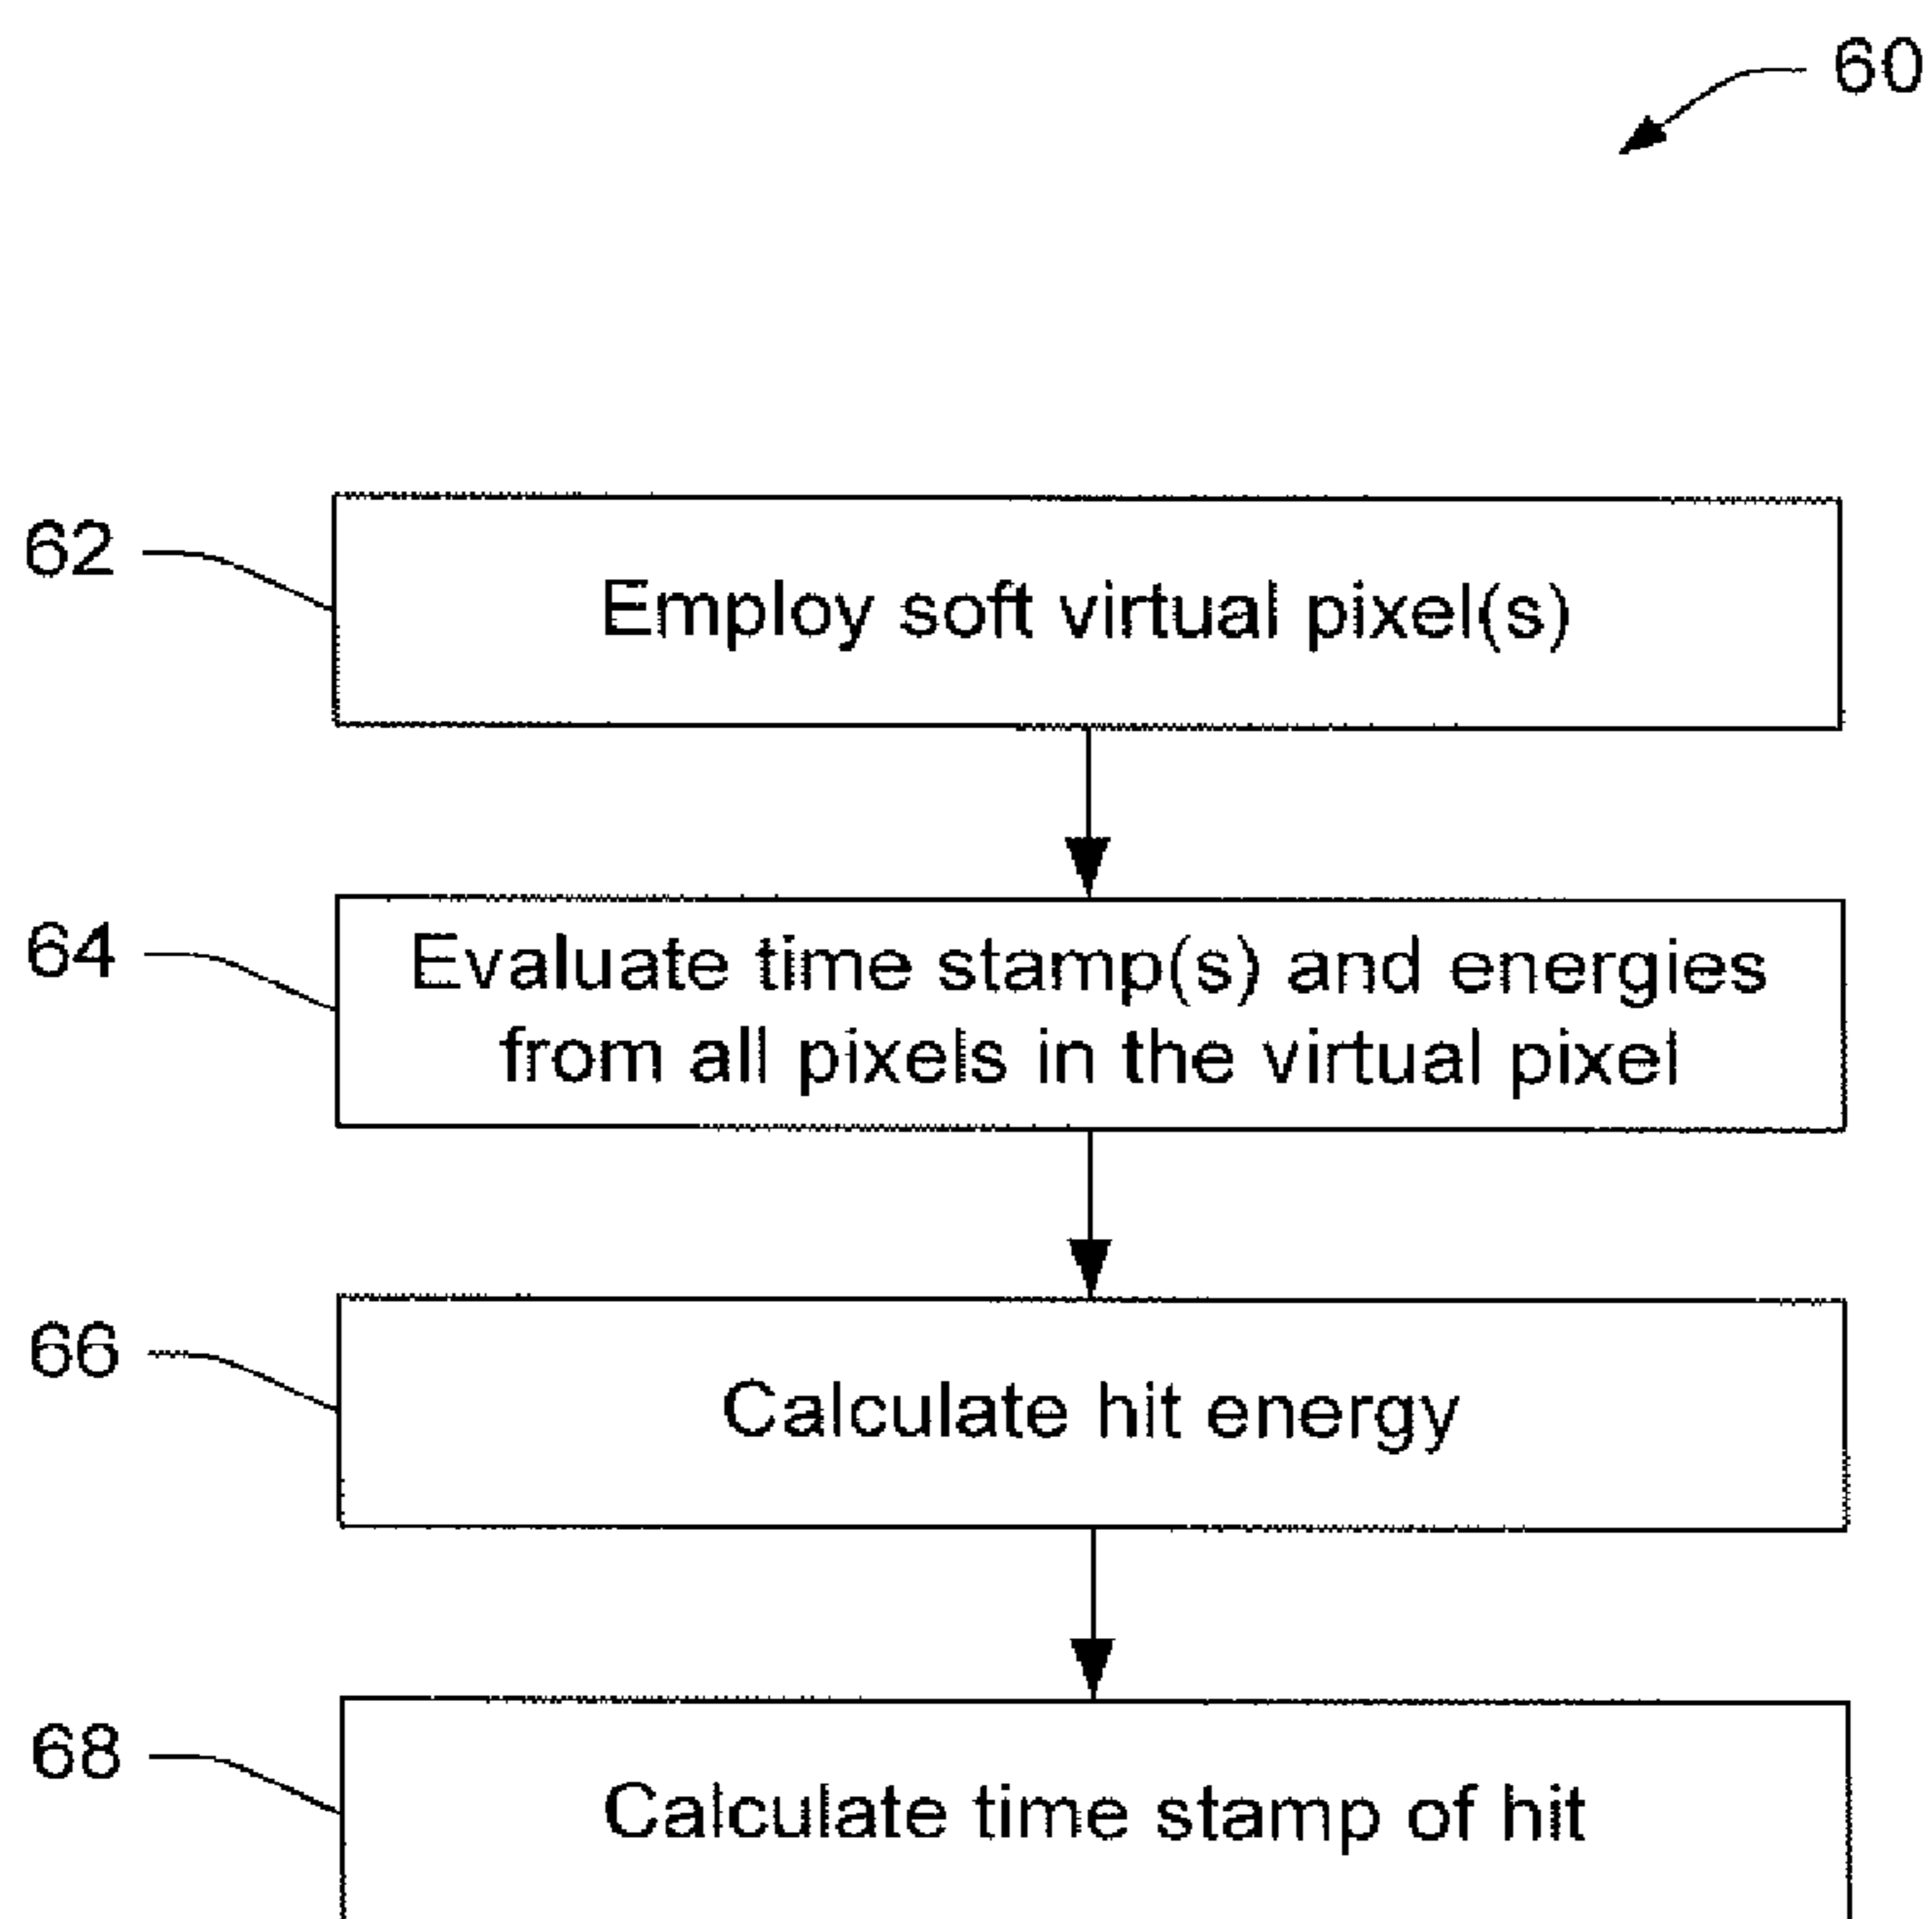 60
62
Employ soft virtual pixel(s)
64
Evaluate time stamp(s) and energies
from all pixels in the virtual pixel
66
Calculate hit energy
68
Calculate time stamp of hit